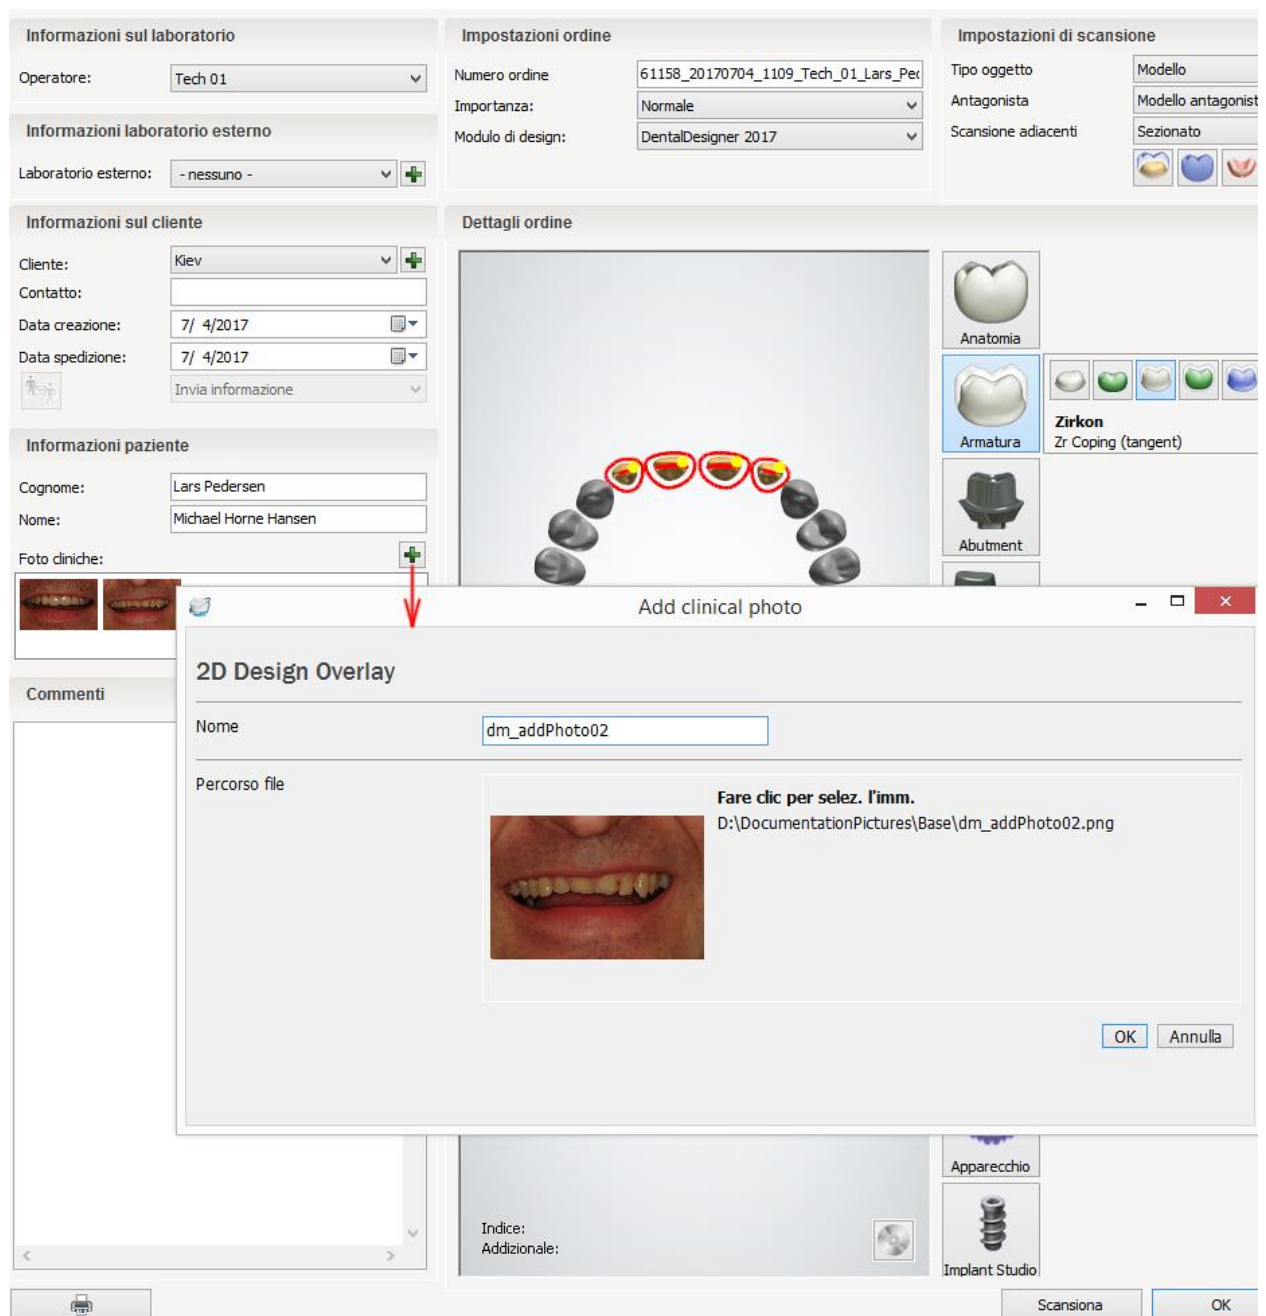 Informazioni sul laboratorio
Operatore:
Tech 01
Informazioni laboratorio esterno
Laboratorio esterno:
- nessuno -
Informazioni sul cliente
Cliente:
Kiev
Contatto:
Data creazione:
7/ 4/2017
Data spedizione:
7/ 4/2017
Invia informazione
Informazioni paziente
Cognome:
Lars Pedersen
Nome:
Michael Horne Hansen
Foto cliniche:
Commenti
Impostazioni ordine
Numero ordine
61158_20170704_1109_Tech_01_Lars_Pec
Importanza:
Normale
Modulo di design:
DentalDesigner 2017
Impostazioni di scansione
Tipo oggetto
Modello
Antagonista
Modello antagonist
Scansione adiacenti
Sezionato
Dettagli ordine
Anatomia
Armatura
Zirkon
Zr Coping (tangent)
Abutment
Add clinical photo
2D Design Overlay
Nome
dm_addPhoto02
Percorso file
Fare clic per selez. l'imm.
D:\DocumentationPictures\Base\dm_addPhoto02.png
OK
Annulla
Apparecchio
Implant Studio
Indice:
Addizionale:
Scansiona
OK